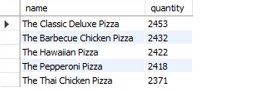 name quantity
The Classic Deluxe Pizza 2453
The Barbecue Chicken Pizza 2432
The Hawaiian Pizza 2422
The Pepperoni Pizza 2418
The Thai Chicken Pizza 2371